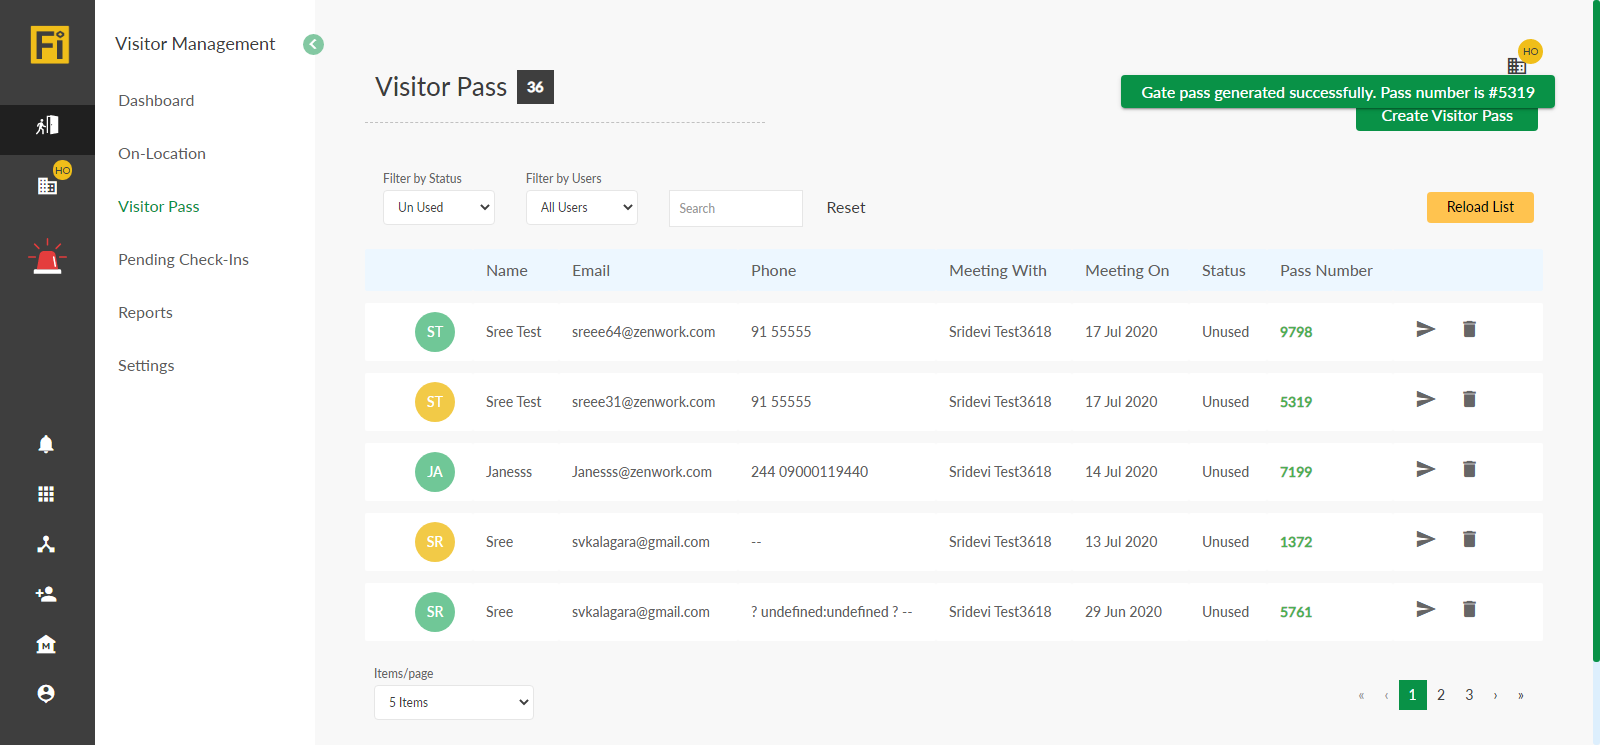 Fi
Visitor Management
HO
Dashboard
On-Location
Visitor Pass
Pending Check-Ins
Reports
Settings
M
HO
Visitor Pass 36
Gate pass generated successfully. Pass number is #5319
Create Visitor Pass
Filter by Status Filter by Users
Un Used All Users Search Reset Reload List
Name Email Phone Meeting With Meeting On Status Pass Number
ST Sree Test sreee64@zenwork.com 91 55555 Sridevi Test3618 17 Jul 2020 Unused 9798
ST Sree Test sreee31@zenwork.com 91 55555 Sridevi Test3618 17 Jul 2020 Unused 5319
JA Janesss Janesss@zenwork.com 244 09000119440 Sridevi Test3618 14 Jul 2020 Unused 7199
SR Sree svkalagara@gmail.com -- Sridevi Test3618 13 Jul 2020 Unused 1372
SR Sree svkalagara@gmail.com ? undefined:undefined ? -- Sridevi Test3618 29 Jun 2020 Unused 5761
Items/page
5 Items
« ‹ 1 2 3 › »